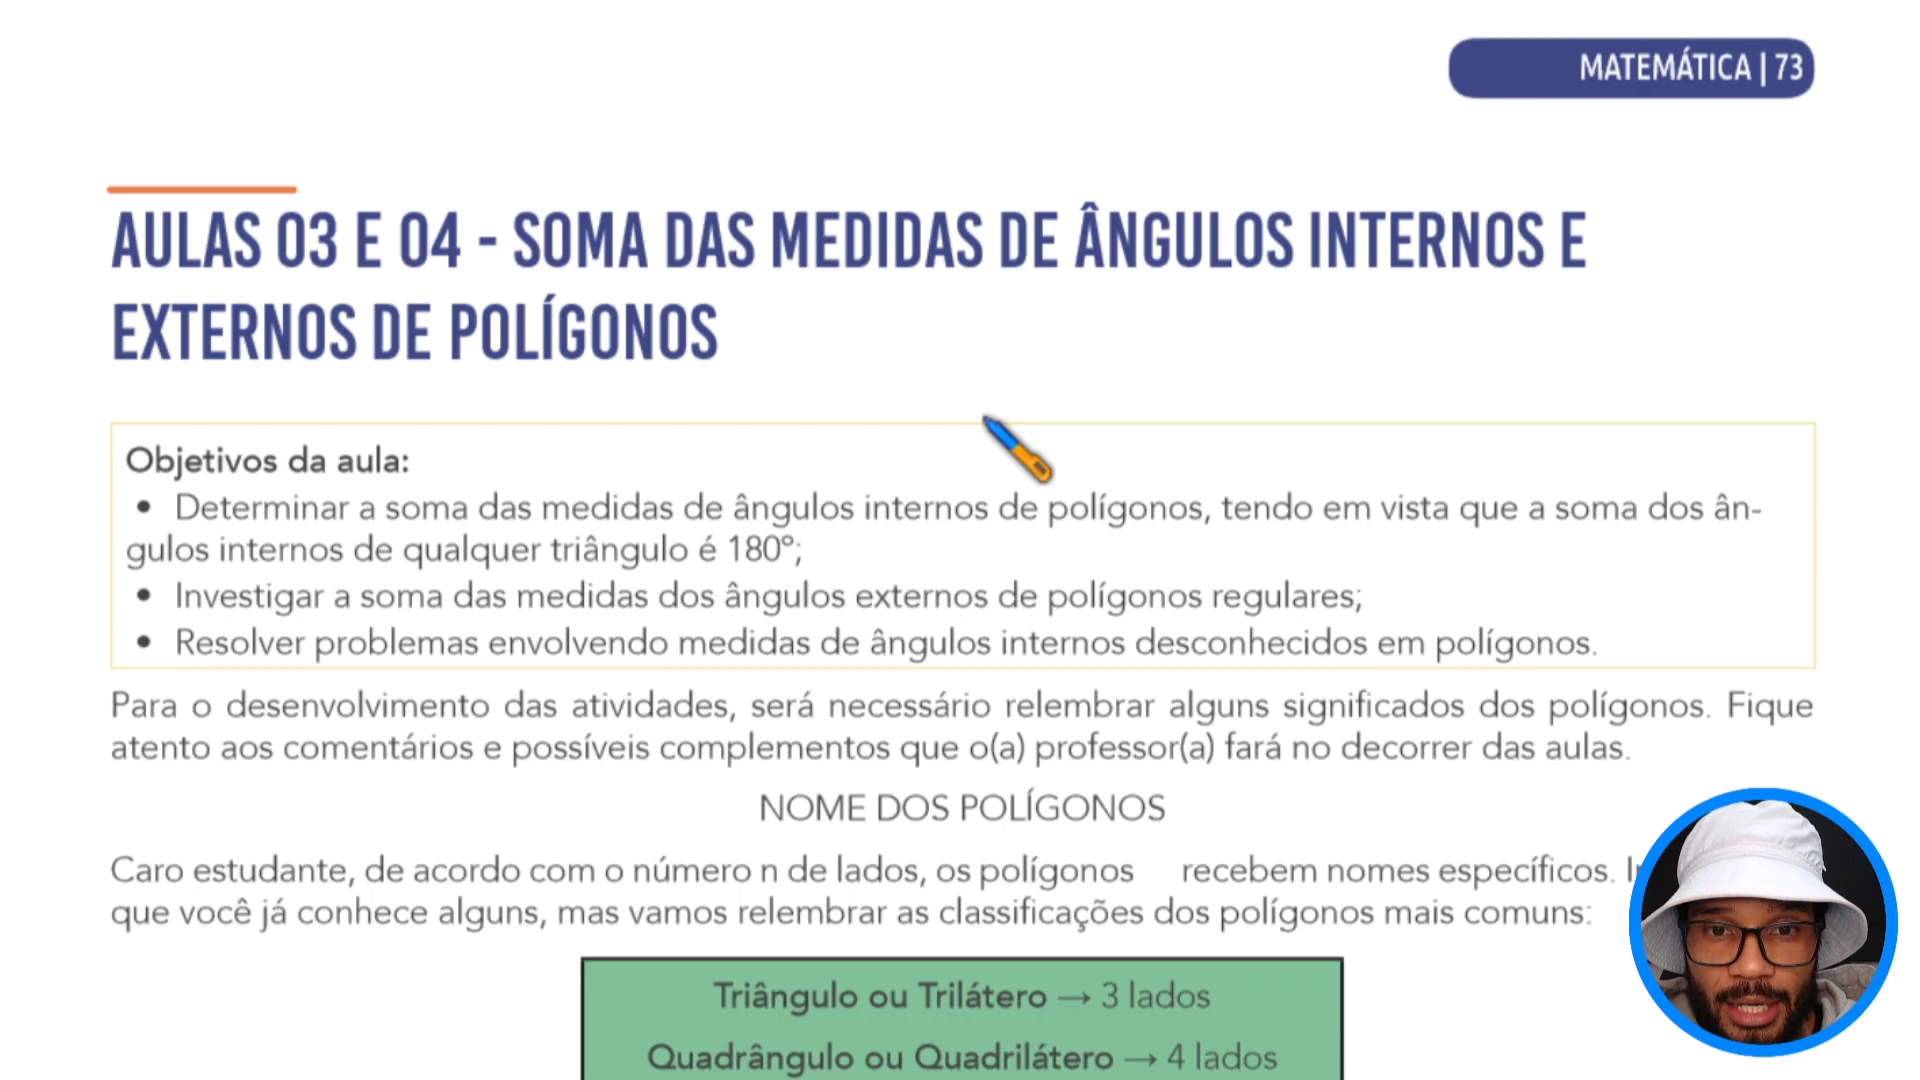 MATEMÁTICA | 73
AULAS 03 E 04 - SOMA DAS MEDIDAS DE ÂNGULOS INTERNOS E
EXTERNOS DE POLÍGONOS
Objetivos da aula:
• Determinar a soma das medidas de ângulos internos de polígonos, tendo em vista que a soma dos ân-
gulos internos de qualquer triângulo é 180º;
• Investigar a soma das medidas dos ângulos externos de polígonos regulares;
• Resolver problemas envolvendo medidas de ângulos internos desconhecidos em polígonos.
Para o desenvolvimento das atividades, será necessário relembrar alguns significados dos polígonos. Fique
atento aos comentários e possíveis complementos que o(a) professor(a) fará no decorrer das aulas.
NOME DOS POLÍGONOS
Caro estudante, de acordo com o número n de lados, os polígonos recebem nomes específicos.
que você já conhece alguns, mas vamos relembrar as classificações dos polígonos mais comuns:
Triângulo ou Trilátero → 3 lados
Quadrângulo ou Quadrilátero → 4 lados